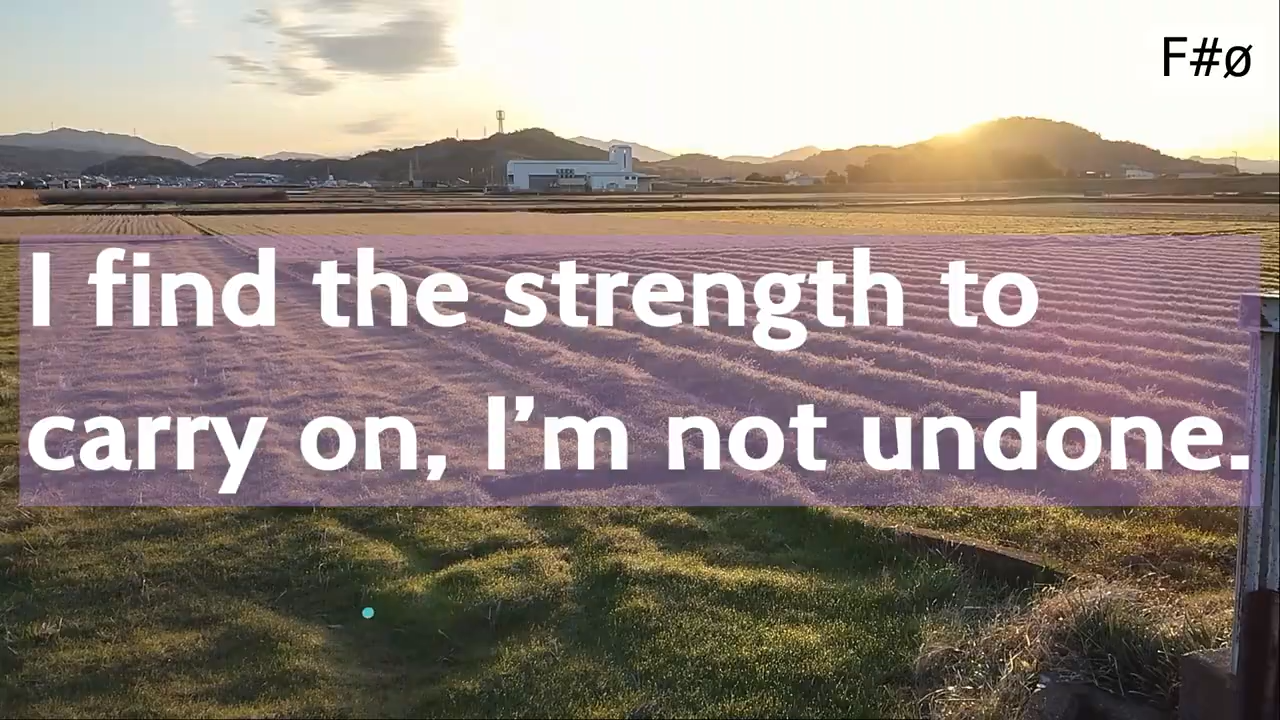 F#ø
I find the strength to
carry on, I'm not undone.